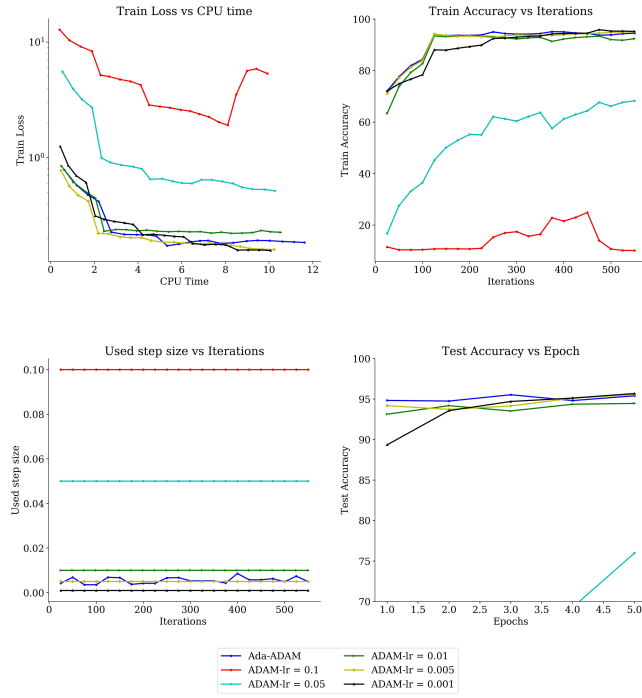 Train Loss vs CPU time
Train Accuracy vs Iterations
10¹
10⁰
Train Loss
0 2 4 6 8 10 12
CPU Time
100
80
60
40
20
Train Accuracy
0 100 200 300 400 500
Iterations
Used step size vs Iterations
Test Accuracy vs Epoch
0.10
0.08
0.06
0.04
0.02
0.00
Used step size
0 100 200 300 400 500
Iterations
100
95
90
85
80
75
70
Test Accuracy
1.0 1.5 2.0 2.5 3.0 3.5 4.0 4.5 5.0
Epochs
Ada-ADAM
ADAM-lr = 0.1
ADAM-lr = 0.05
ADAM-lr = 0.01
ADAM-lr = 0.005
ADAM-lr = 0.001